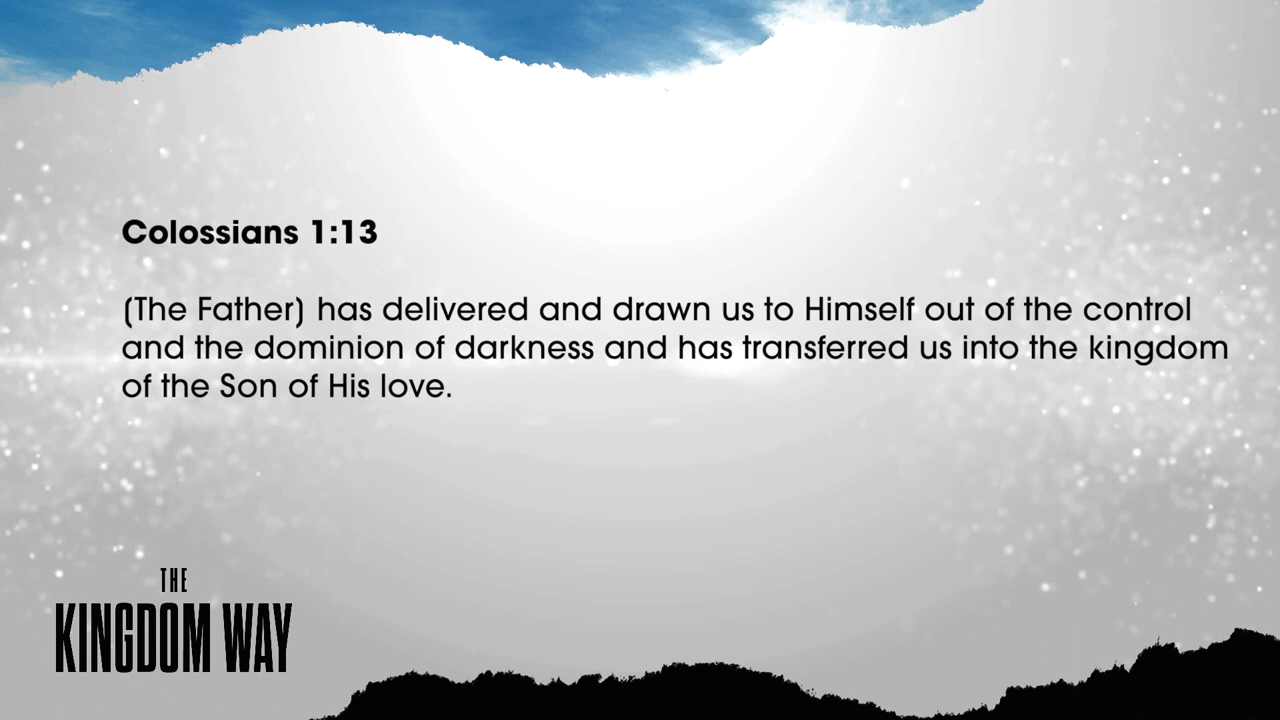 Colossians 1:13
(The Father) has delivered and drawn us to Himself out of the control
and the dominion of darkness and has transferred us into the kingdom
of the Son of His love.
THE
KINGDOM WAY